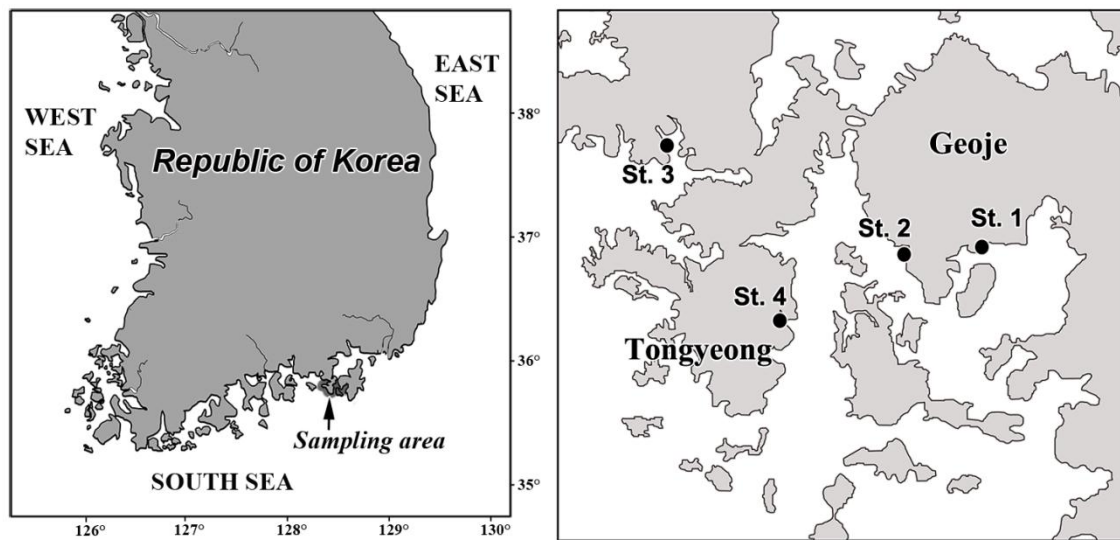 WEST
SEA
EAST
SEA
Republic of Korea
38°
37°
36°
35°
Sampling area
SOUTH SEA
126°
127°
128°
129°
130°
Geoje
St. 3
St. 2
St. 1
St. 4
Tongyeong